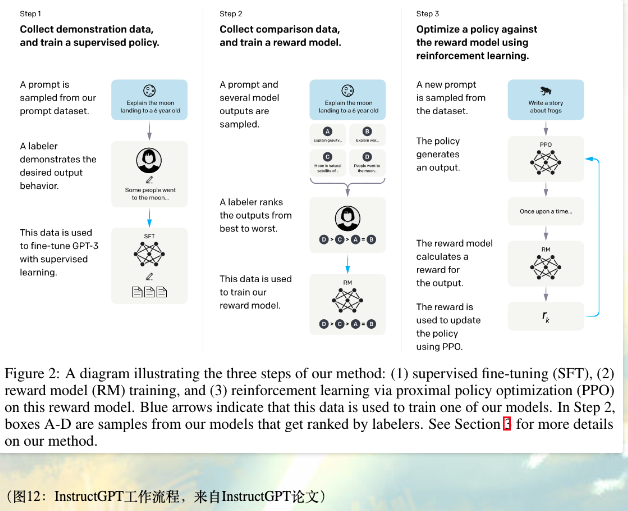 Step 1
Collect demonstration data,
and train a supervised policy.
A prompt is
sampled from our
prompt dataset.
Explain the moon
landing to a 6 year old
A labeler
demonstrates the
desired output
behavior.
Some people went
to the moon...
This data is used
to fine-tune GPT-3
with supervised
learning.
SFT
Step 2
Collect comparison data,
and train a reward model.
A prompt and
several model
outputs are
sampled.
Explain the moon
landing to a 6 year old
A
B
Explain gravity...
Explain war...
C
D
Moon is natural
satellite of...
People went to
the moon...
A labeler ranks
the outputs from
best to worst.
D > C > A = B
This data is used
to train our
reward model.
RM
D > C > A = B
Step 3
Optimize a policy against
the reward model using
reinforcement learning.
A new prompt
is sampled from
the dataset.
Write a story
about frogs
The policy
generates
an output.
PPO
Once upon a time...
The reward model
calculates a
reward for
the output.
RM
The reward is
used to update
the policy
using PPO.
rk
Figure 2: A diagram illustrating the three steps of our method: (1) supervised fine-tuning (SFT), (2)
reward model (RM) training, and (3) reinforcement learning via proximal policy optimization (PPO)
on this reward model. Blue arrows indicate that this data is used to train one of our models. In Step 2,
boxes A-D are samples from our models that get ranked by labelers. See Section 3 for more details
on our method.
（图12：InstructGPT工作流程，来自InstructGPT论文）